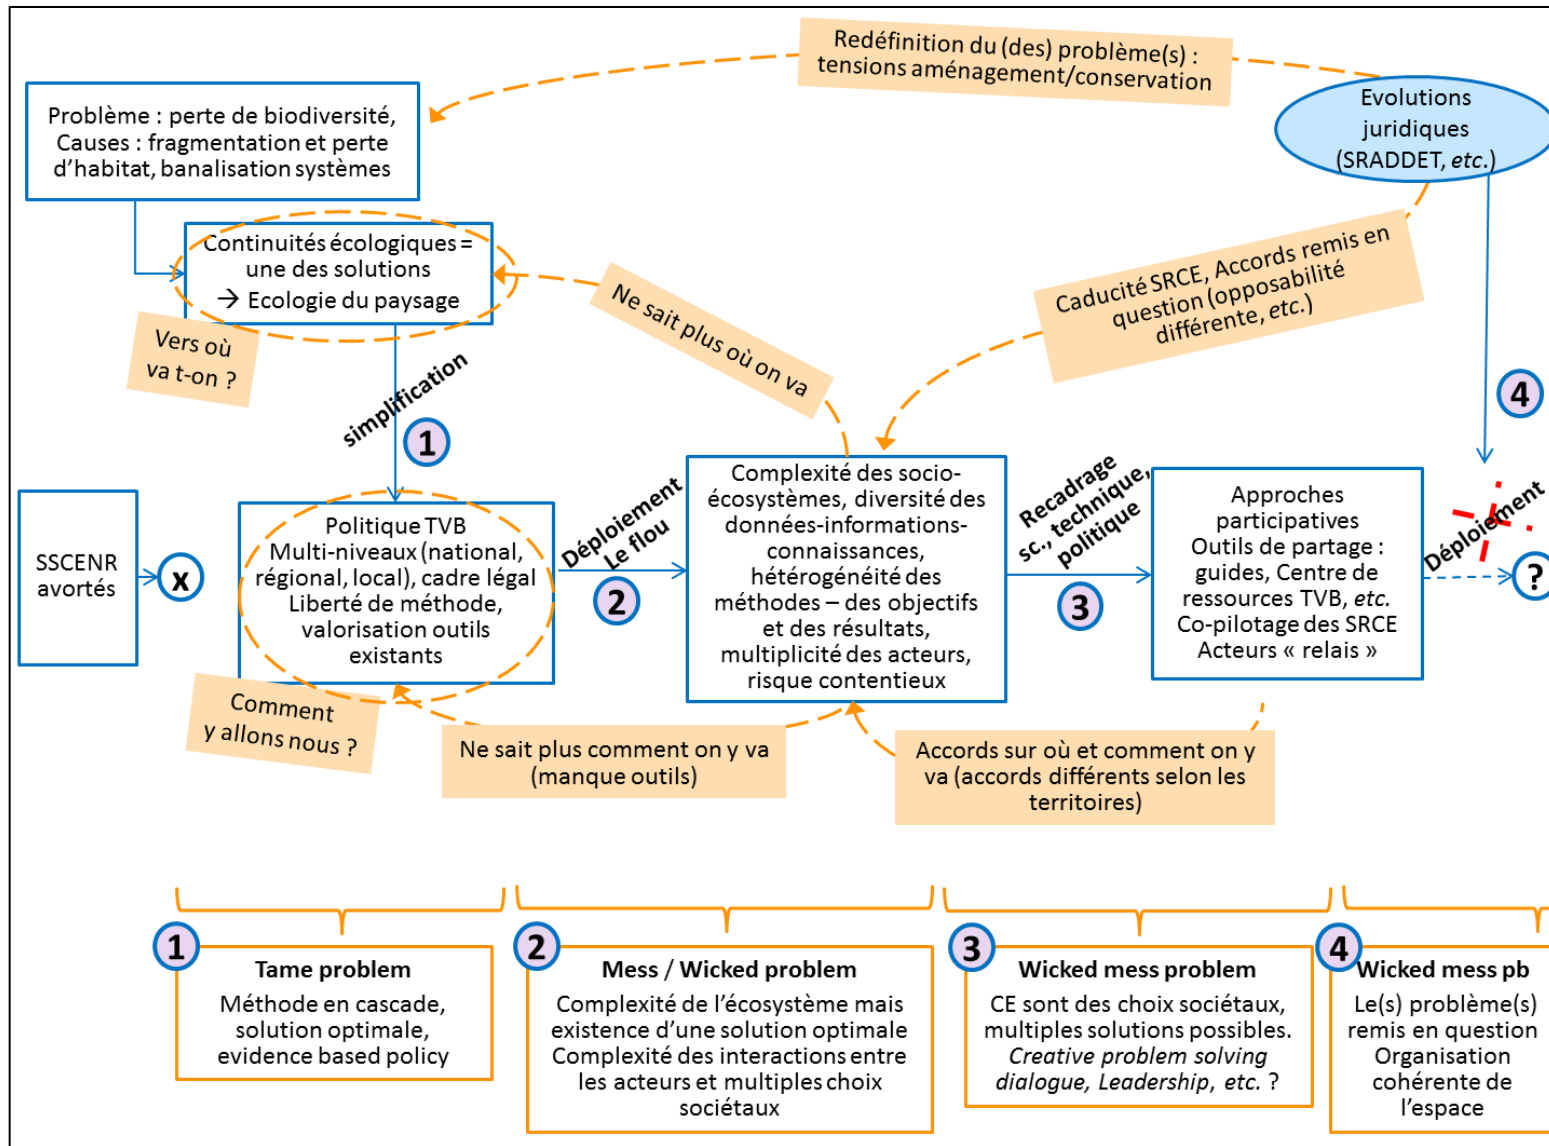 Redéfinition du (des) problème(s) :
tensions aménagement/conservation
Evolutions
juridiques
(SRADDET, etc.)
Problème : perte de biodiversité,
Causes : fragmentation et perte
d’habitat, banalisation systèmes
Continuités écologiques =
une des solutions
→ Ecologie du paysage
Vers où
va t-on ?
Ne sait plus où on va
Caducité SRCE, Accords remis en
question (opposabilité
différente, etc.)
simplification
1
4
SSCENR
avortés
x
Politique TVB
Multi-niveaux (national,
régional, local), cadre légal
Liberté de méthode,
valorisation outils
existants
Déploiement
Le flou
2
Complexité des socio-
écosystèmes, diversité des
données-informations-
connaissances,
hétérogénéité des
méthodes – des objectifs
et des résultats,
multiplicité des acteurs,
risque contentieux
Recadrage
sc., technique,
politique
3
Approches
participatives
Outils de partage :
guides, Centre de
ressources TVB, etc.
Co-pilotage des SRCE
Acteurs « relais »
Déploiement
?
Comment
y allons nous ?
Ne sait plus comment on y va
(manque outils)
Accords sur où et comment on y
va (accords différents selon les
territoires)
1
Tame problem
Méthode en cascade,
solution optimale,
evidence based policy
2
Mess / Wicked problem
Complexité de l’écosystème mais
existence d’une solution optimale
Complexité des interactions entre
les acteurs et multiples choix
sociétaux
3
Wicked mess problem
CE sont des choix sociétaux,
multiples solutions possibles.
Creative problem solving
dialogue, Leadership, etc. ?
4
Wicked mess pb
Le(s) problème(s)
remis en question
Organisation
cohérente de
l’espace